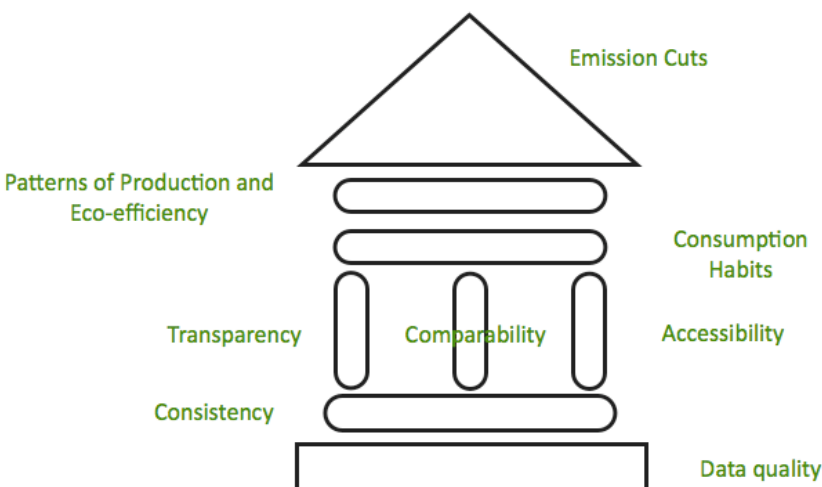 Emission Cuts
Patterns of Production and
Eco-efficiency
Consumption
Habits
Transparency
Comparability
Accessibility
Consistency
Data quality